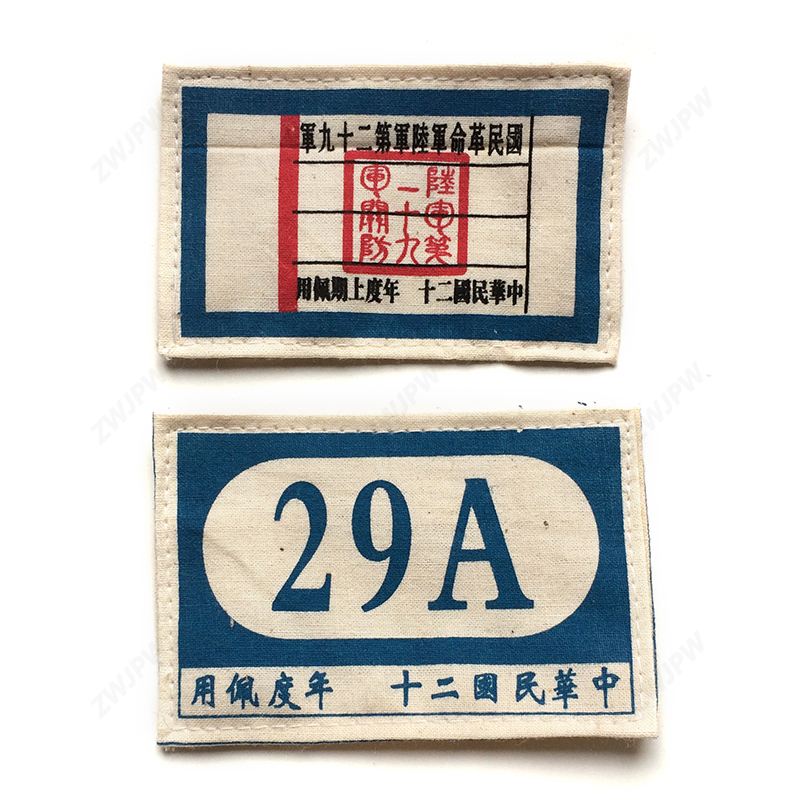 國民革命軍陸軍第二十九軍
陸軍第
一十九
軍關防
中華民國二十 年度上期佩用
29A
中華民國二十 年度佩用
ZWJPW